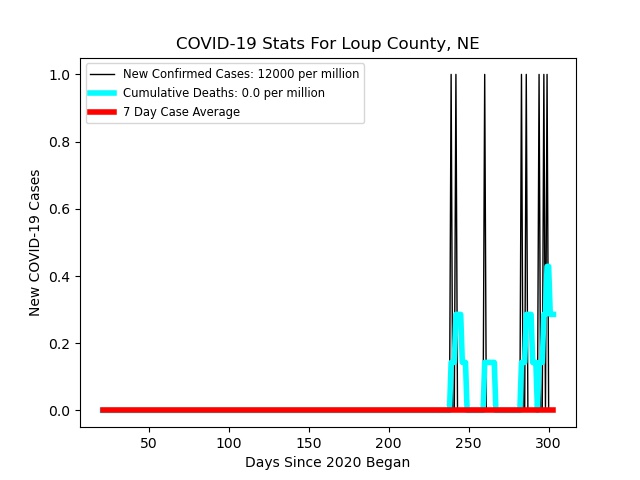 COVID-19 Stats For Loup County, NE
New Confirmed Cases: 12000 per million
Cumulative Deaths: 0.0 per million
7 Day Case Average
1.0
0.8
0.6
0.4
0.2
0.0
New COVID-19 Cases
50 100 150 200 250 300
Days Since 2020 Began